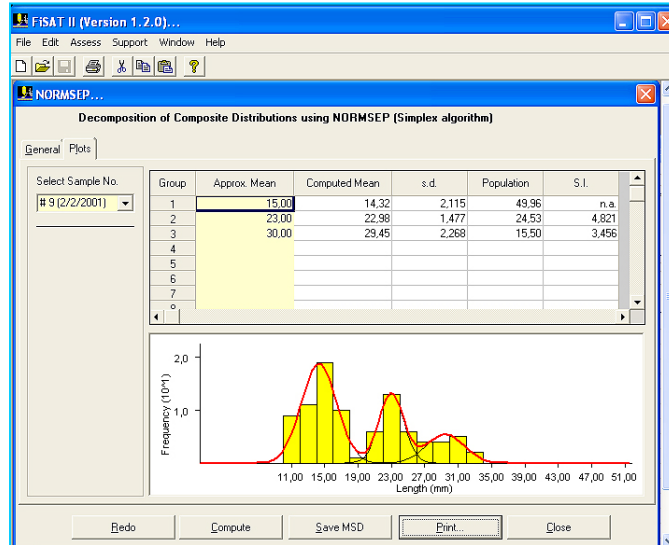 FiSAT II (Version 1.2.0)...
File Edit Assess Support Window Help
NORMSEP...
Decomposition of Composite Distributions using NORMSEP (Simplex algorithm)
General Plots
Select Sample No.
# 9 (2/2/2001)
Group Approx. Mean Computed Mean s.d. Population S.I.
1 15,00 14,32 2,115 49,96 n.a.
2 23,00 22,98 1,477 24,53 4,821
3 30,00 29,45 2,268 15,50 3,456
4
5
6
7
2,0
1,0
Frequency (10^1)
11,00 15,00 19,00 23,00 27,00 31,00 35,00 39,00 43,00 47,00 51,00
Length (mm)
Redo Compute Save MSD Print... Close